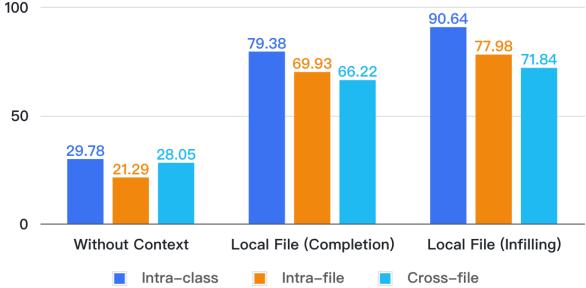 100
90.64
79.38
77.98
69.93
71.84
66.22
50
29.78
21.29
28.05
0
Without Context
Local File (Completion)
Local File (Infilling)
Intra-class
Intra-file
Cross-file